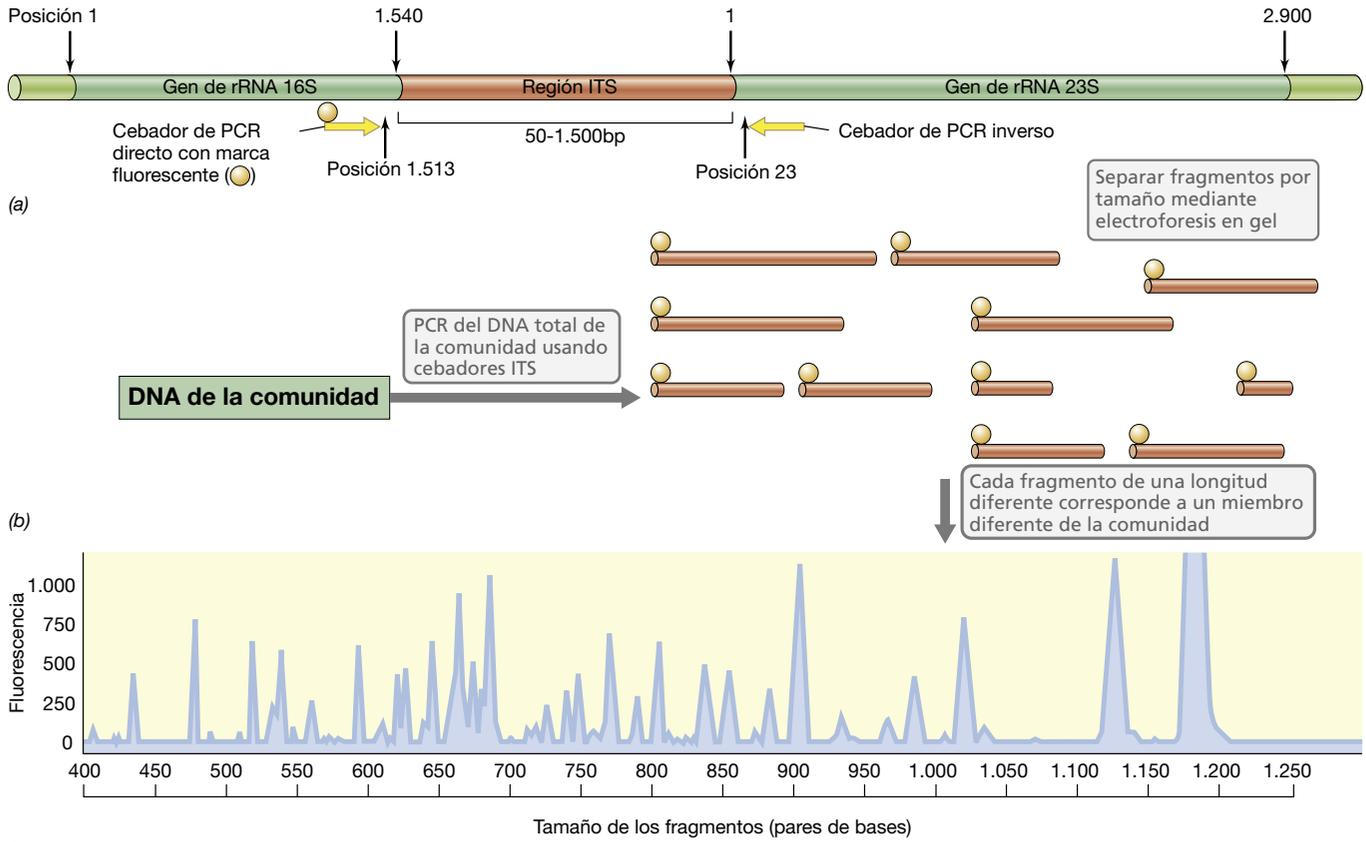 Posición 1
1.540
1
2.900
Gen de rRNA 16S
Región ITS
Gen de rRNA 23S
Cebador de PCR
directo con marca
fluorescente ( )
50-1.500bp
Cebador de PCR inverso
Posición 1.513
Posición 23
(a)
Separar fragmentos por
tamaño mediante
electroforesis en gel
PCR del DNA total de
la comunidad usando
cebadores ITS
DNA de la comunidad
Cada fragmento de una longitud
diferente corresponde a un miembro
diferente de la comunidad
(b)
Fluorescencia
1.000
750
500
250
0
400 450 500 550 600 650 700 750 800 850 900 950 1.000 1.050 1.100 1.150 1.200 1.250
Tamaño de los fragmentos (pares de bases)